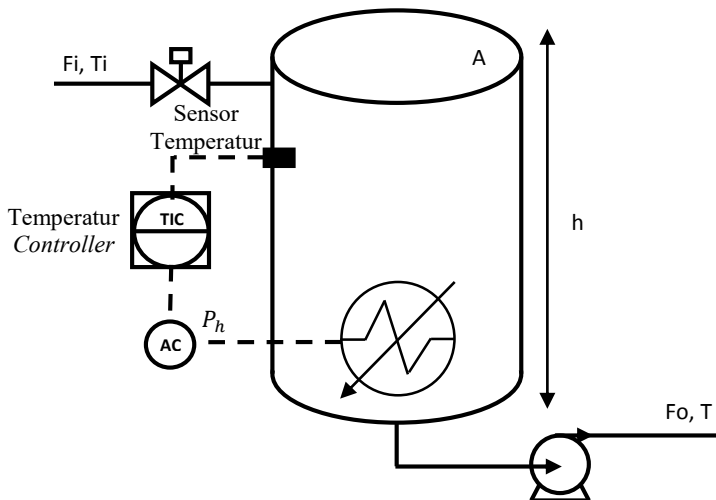 Fi, Ti
A
Sensor
Temperatur
TIC
Temperatur
Controller
h
P_h
AC
Fo, T